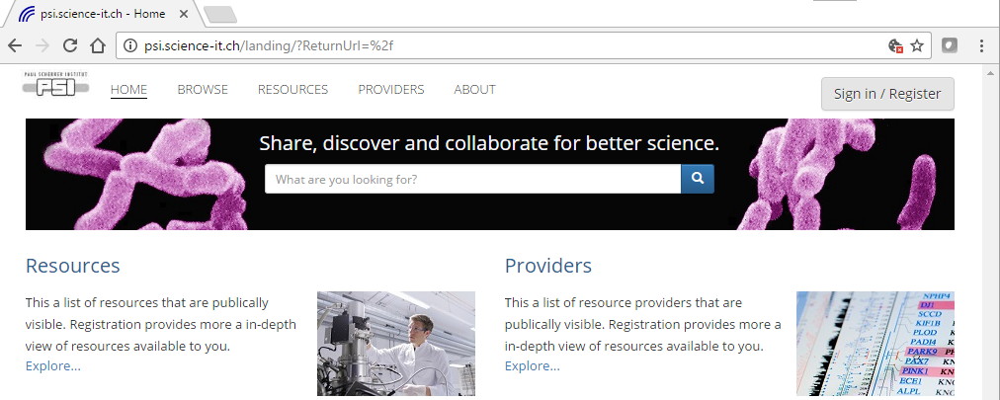 psi.science-it.ch - Home
psi.science-it.ch/landing/?ReturnUrl=%2f
PAUL SCHERRER INSTITUT
PSI
HOME BROWSE RESOURCES PROVIDERS ABOUT
Sign in / Register
Share, discover and collaborate for better science.
What are you looking for?
Resources
This a list of resources that are publically
visible. Registration provides more a in-depth
view of resources available to you.
Explore...
Providers
This a list of resource providers that are
publically visible. Registration provides more a
in-depth view of resources available to you.
Explore...
NPHP4
DJ1
SCCD
KIF1B
PLOD
PADI4
PARK9
PAX7
KNO
PINK1
KNO
ECE1
KNO
ALPL
KNO